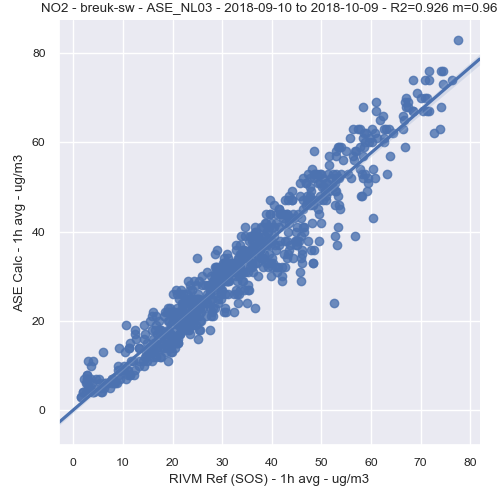 NO2 - breuk-sw - ASE_NL03 - 2018-09-10 to 2018-10-09 - R2=0.926 m=0.96
80
60
40
20
0
ASE Calc - 1h avg - ug/m3
0 10 20 30 40 50 60 70 80
RIVM Ref (SOS) - 1h avg - ug/m3